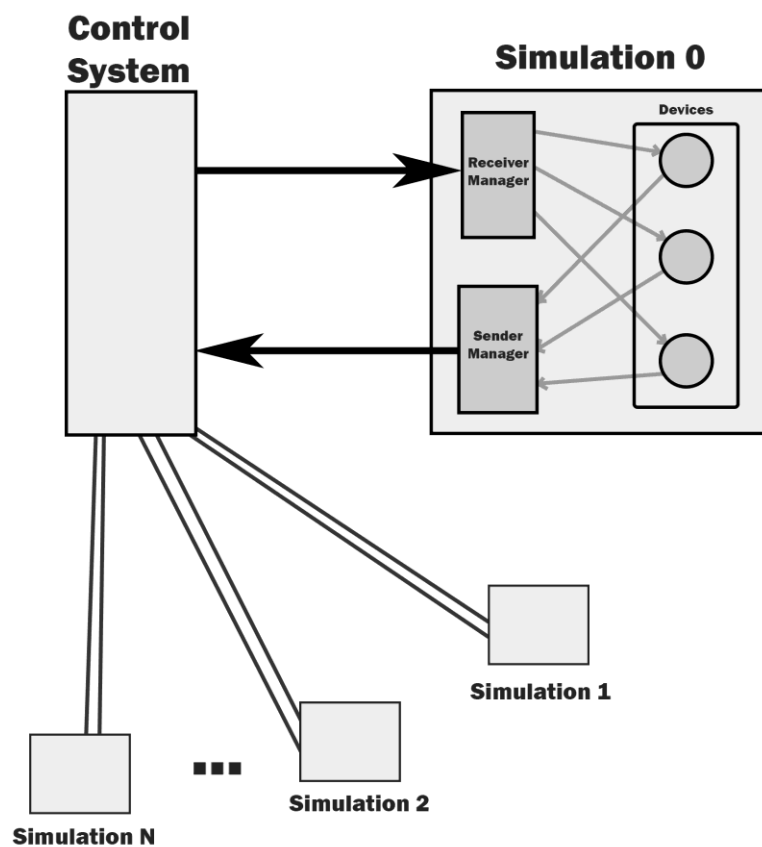 Control
System
Simulation 0
Devices
Receiver
Manager
Sender
Manager
Simulation 1
Simulation 2
Simulation N